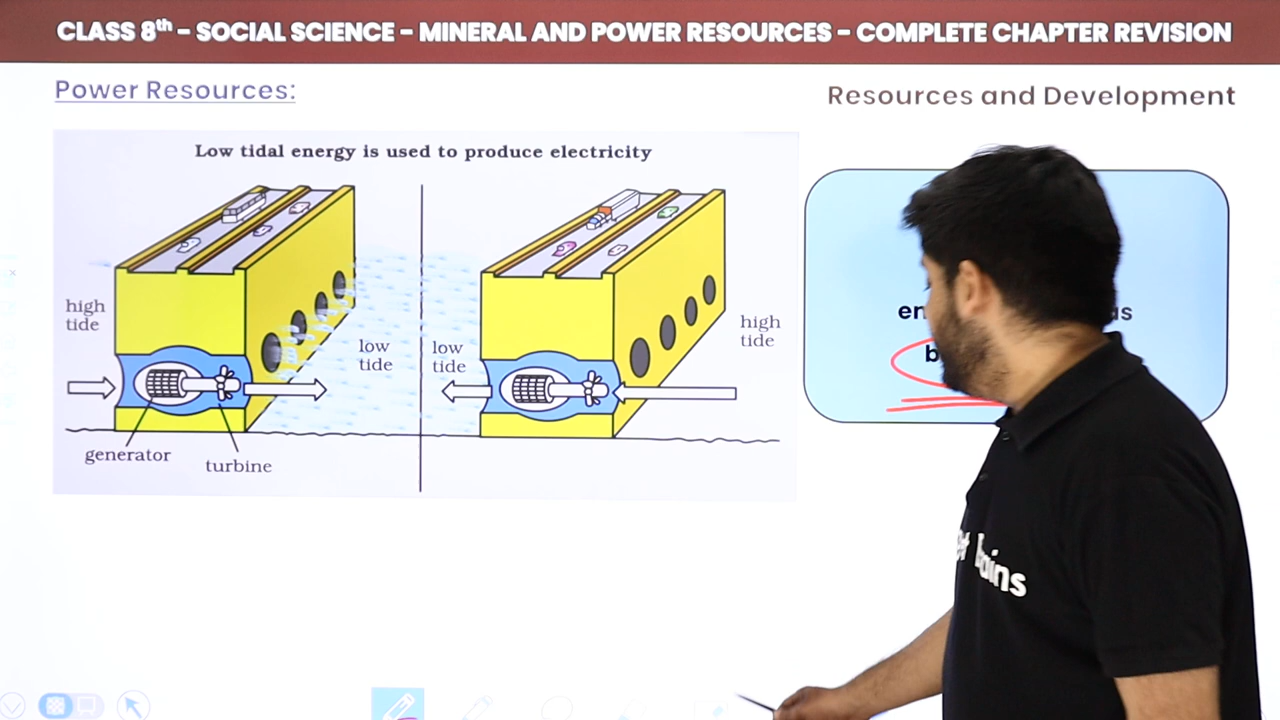 CLASS 8th – SOCIAL SCIENCE – MINERAL AND POWER RESOURCES – COMPLETE CHAPTER REVISION
Power Resources:
Resources and Development
Low tidal energy is used to produce electricity
high
tide
low
tide
generator
turbine
low
tide
high
tide